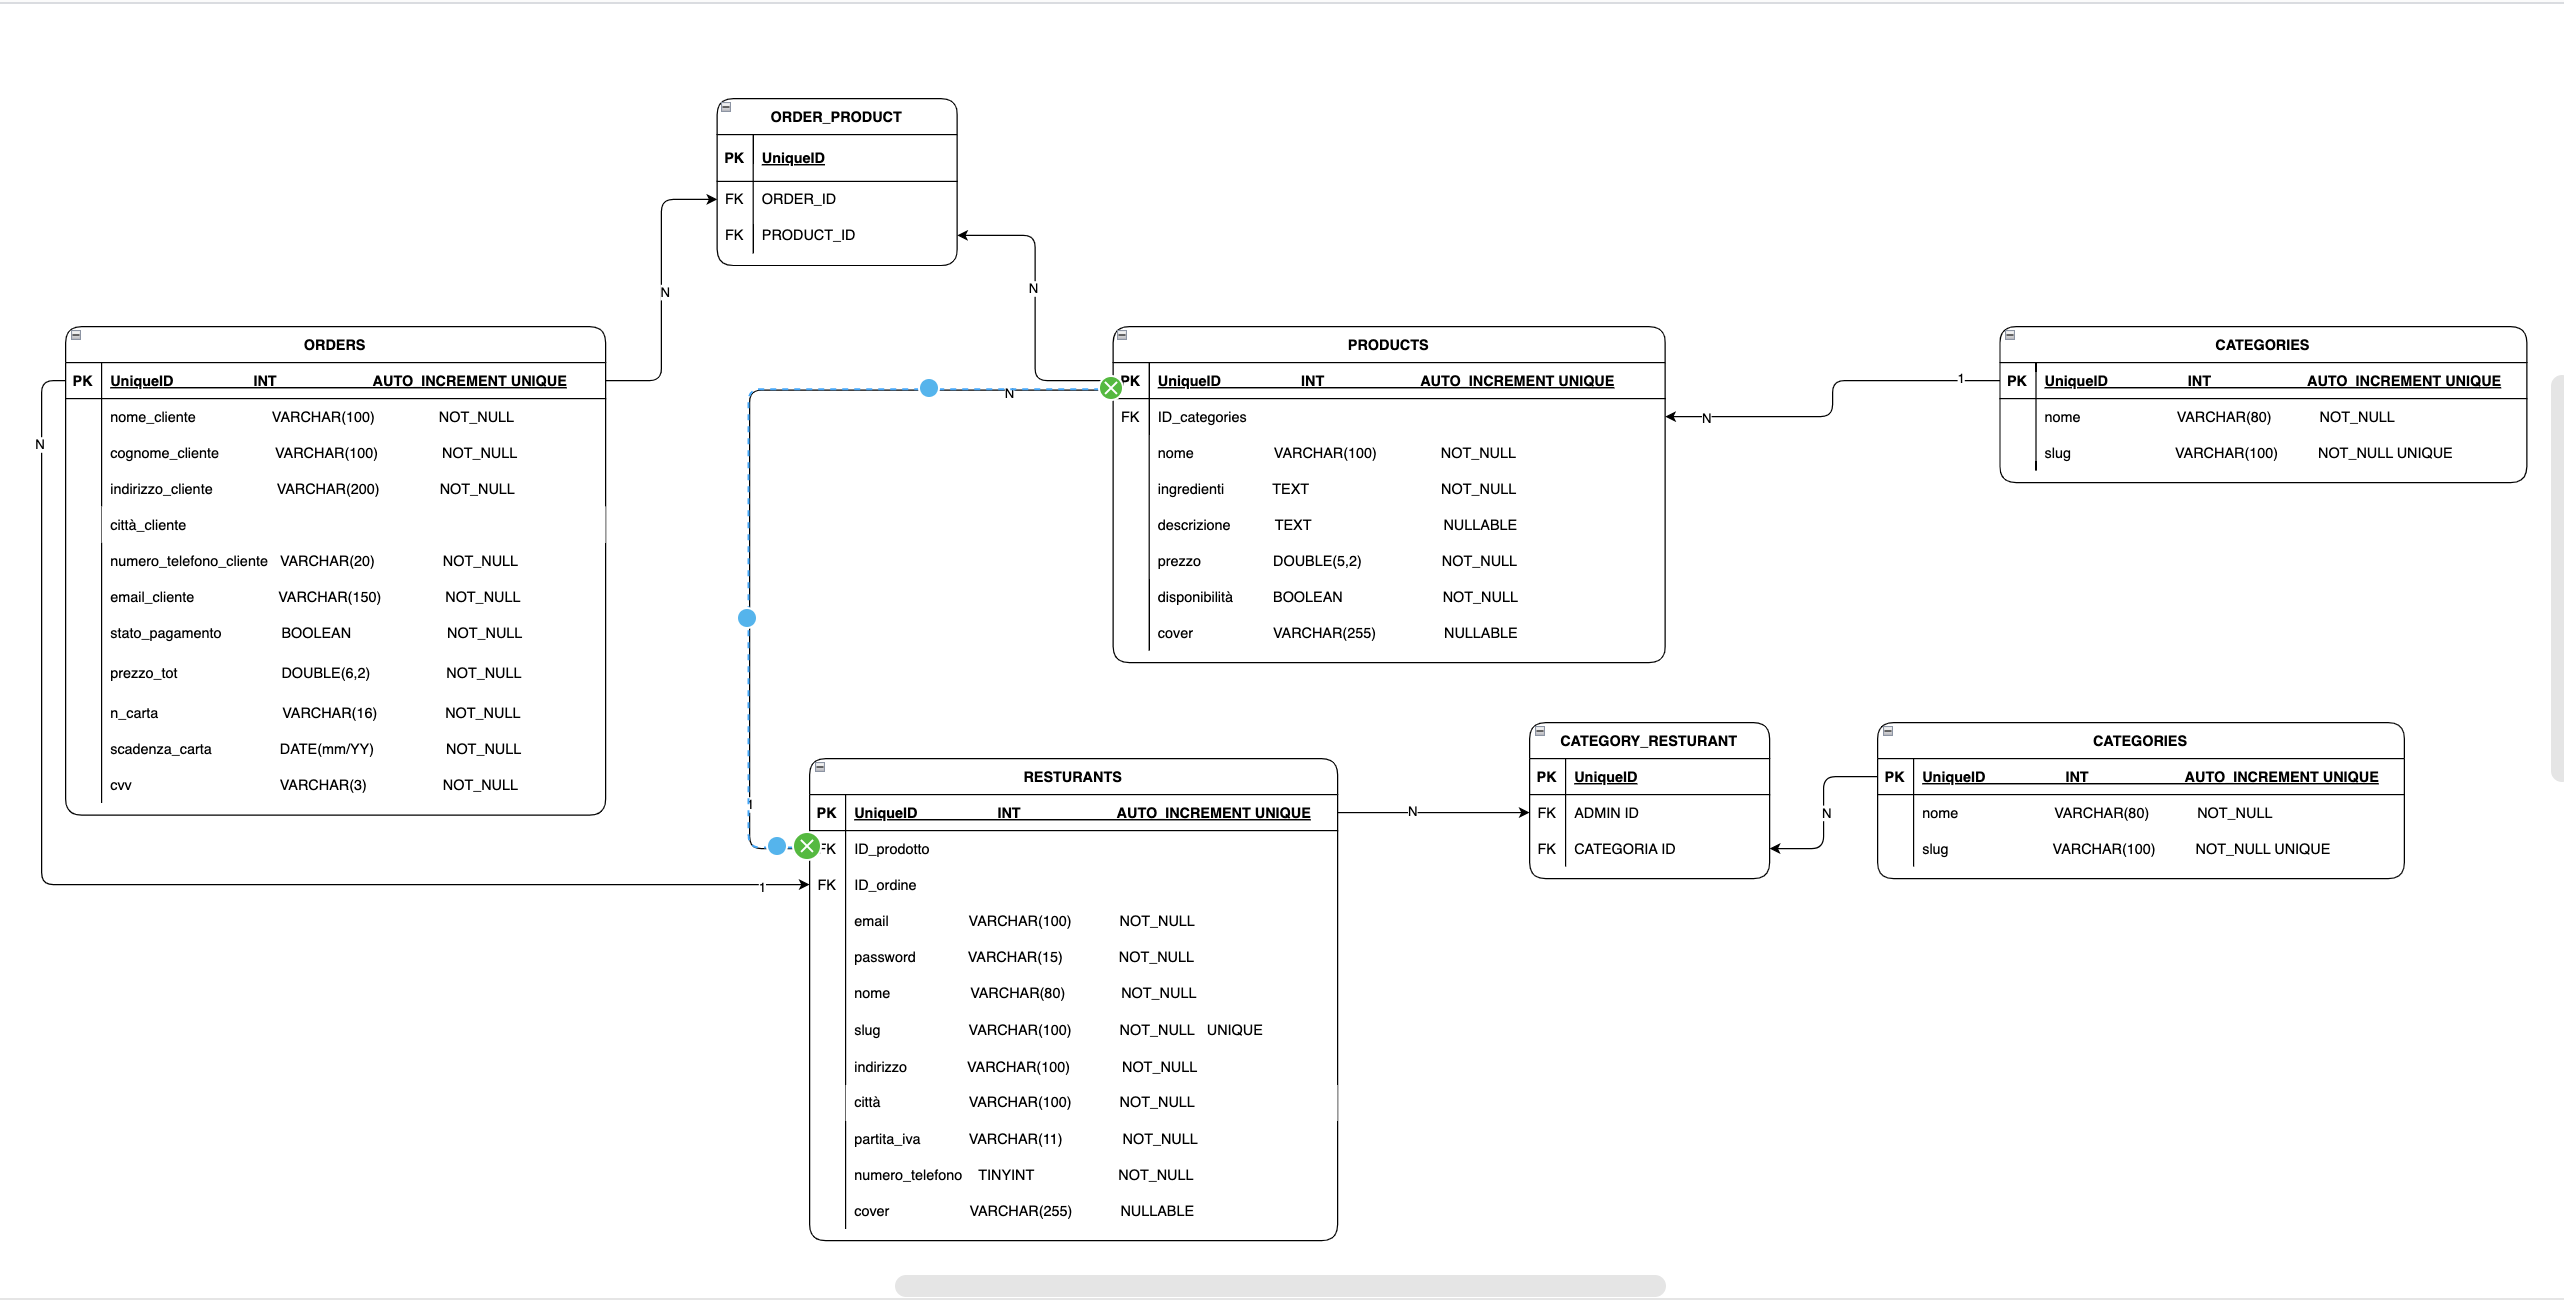 ORDER_PRODUCT
PK UniqueID
FK ORDER_ID
FK PRODUCT_ID
N
N
ORDERS
PK UniqueID INT AUTO_INCREMENT UNIQUE
nome_cliente VARCHAR(100) NOT_NULL
cognome_cliente VARCHAR(100) NOT_NULL
indirizzo_cliente VARCHAR(200) NOT_NULL
città_cliente
numero_telefono_cliente VARCHAR(20) NOT_NULL
email_cliente VARCHAR(150) NOT_NULL
stato_pagamento BOOLEAN NOT_NULL
prezzo_tot DOUBLE(6,2) NOT_NULL
n_carta VARCHAR(16) NOT_NULL
scadenza_carta DATE(mm/YY) NOT_NULL
cvv VARCHAR(3) NOT_NULL
N
1
N
1
PRODUCTS
PK UniqueID INT AUTO_INCREMENT UNIQUE
FK ID_categories
nome VARCHAR(100) NOT_NULL
ingredienti TEXT NOT_NULL
descrizione TEXT NULLABLE
prezzo DOUBLE(5,2) NOT_NULL
disponibilità BOOLEAN NOT_NULL
cover VARCHAR(255) NULLABLE
N
1
CATEGORIES
PK UniqueID INT AUTO_INCREMENT UNIQUE
nome VARCHAR(80) NOT_NULL
slug VARCHAR(100) NOT_NULL UNIQUE
RESTURANTS
PK UniqueID INT AUTO_INCREMENT UNIQUE
FK ID_prodotto
FK ID_ordine
email VARCHAR(100) NOT_NULL
password VARCHAR(15) NOT_NULL
nome VARCHAR(80) NOT_NULL
slug VARCHAR(100) NOT_NULL UNIQUE
indirizzo VARCHAR(100) NOT_NULL
città VARCHAR(100) NOT_NULL
partita_iva VARCHAR(11) NOT_NULL
numero_telefono TINYINT NOT_NULL
cover VARCHAR(255) NULLABLE
N
CATEGORY_RESTURANT
PK UniqueID
FK ADMIN ID
FK CATEGORIA ID
N
CATEGORIES
PK UniqueID INT AUTO_INCREMENT UNIQUE
nome VARCHAR(80) NOT_NULL
slug VARCHAR(100) NOT_NULL UNIQUE